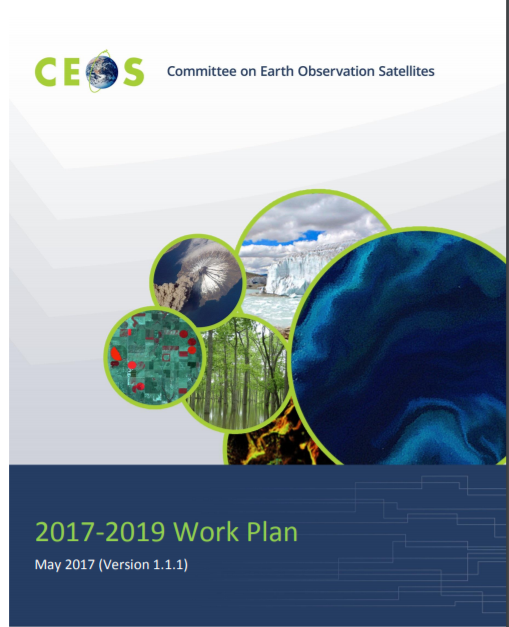 CEOS
Committee on Earth Observation Satellites
2017-2019 Work Plan
May 2017 (Version 1.1.1)